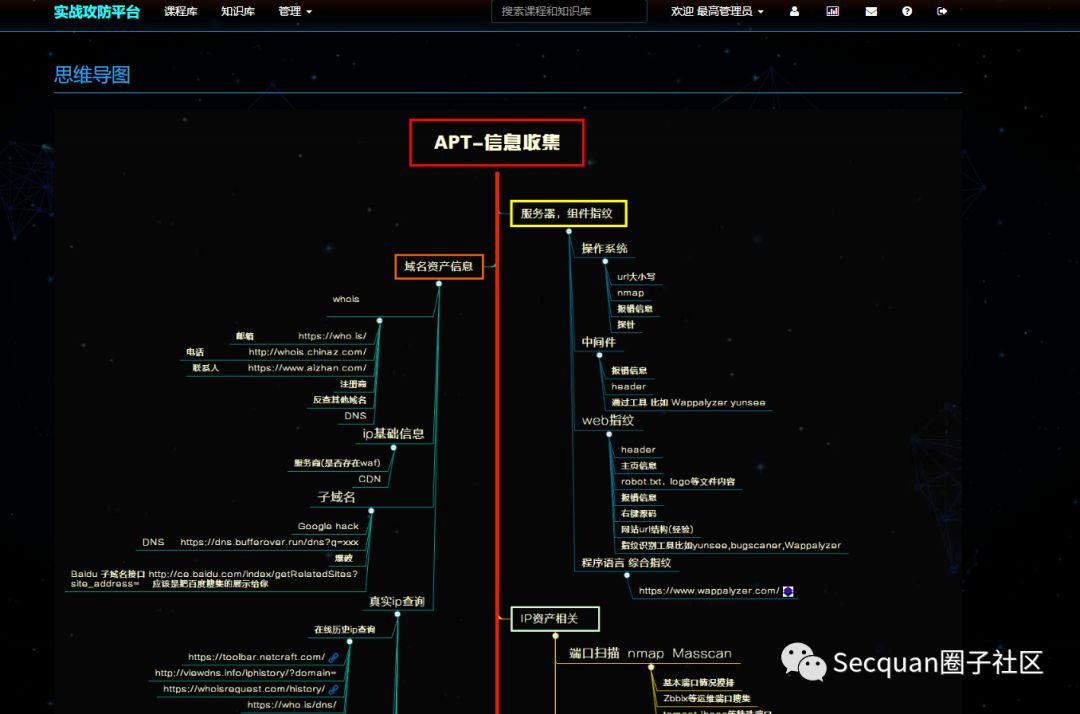 实战攻防平台 课程库 知识库 管理 搜索课程和知识库 欢迎 最高管理员
思维导图
APT-信息收集
服务器，组件指纹
操作系统
url大小写
nmap
报错信息
探针
中间件
报错信息
header
通过工具 比如 Wappalyzer yunsee
web指纹
header
主页信息
robot.txt，logo等文件内容
报错信息
右键源码
网站url结构(经验)
指纹识别工具比如yunsee,bugscaner,Wappalyzer
程序语言 综合指纹
https://www.wappalyzer.com/
域名资产信息
whois
邮箱 https://who.is/
电话 http://whois.chinaz.com/
联系人 https://www.aizhan.com/
注册商
反查其他域名
DNS
ip基础信息
服务商(是否存在waf)
CDN
子域名
Google hack
DNS https://dns.bufferover.run/dns?q=xxx
爆破
Baidu 子域名接口 http://ce.baidu.com/index/getRelatedSites?
site_address= 应该是把百度搜集的展示给你
真实ip查询
在线历史ip查询
https://toolbar.netcraft.com/
http://viewdns.info/iphistory/?domain=
https://whoisrequest.com/history/
https://who.is/dns/
IP资产相关
端口扫描 nmap Masscan
基本端口情况搜排
Zbbix等运维端口搜集
Secquan圈子社区